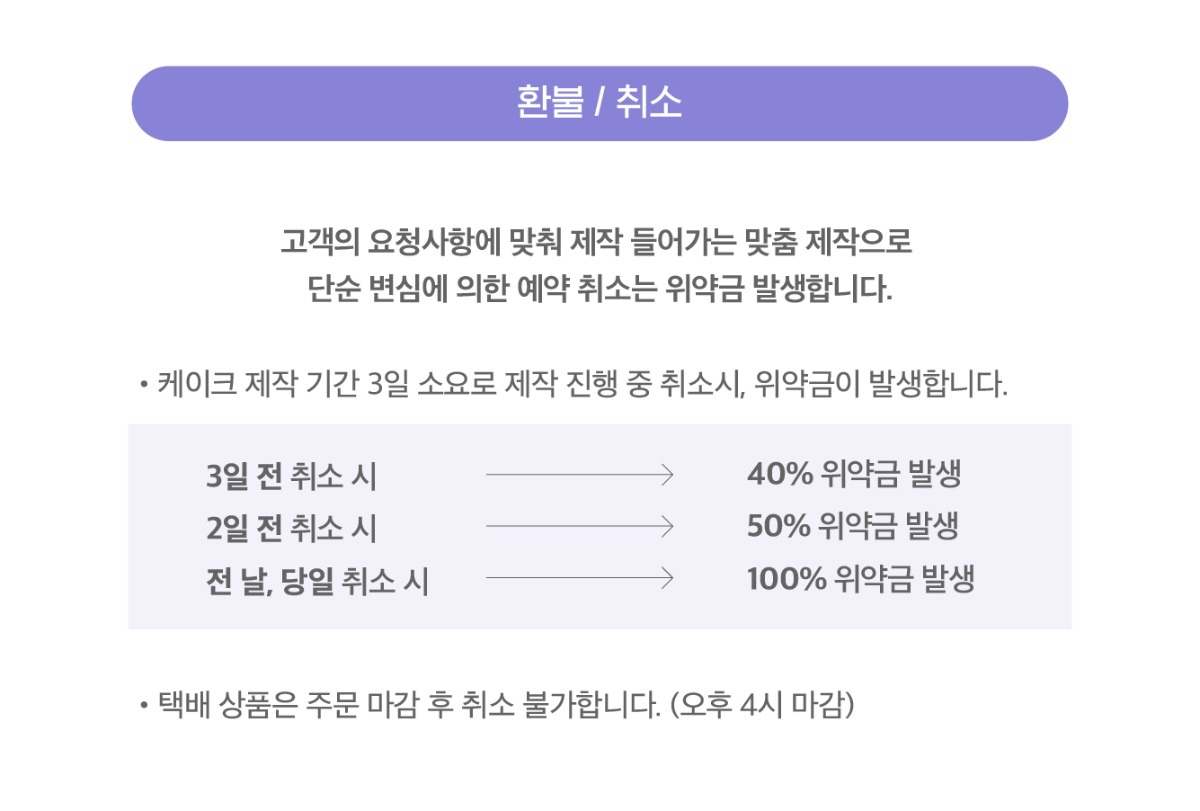 환불 / 취소
고객의 요청사항에 맞춰 제작 들어가는 맞춤 제작으로
단순 변심에 의한 예약 취소는 위약금 발생합니다.
• 케이크 제작 기간 3일 소요로 제작 진행 중 취소시, 위약금이 발생합니다.
3일 전 취소 시 → 40% 위약금 발생
2일 전 취소 시 → 50% 위약금 발생
전 날, 당일 취소 시 → 100% 위약금 발생
• 택배 상품은 주문 마감 후 취소 불가합니다. (오후 4시 마감)